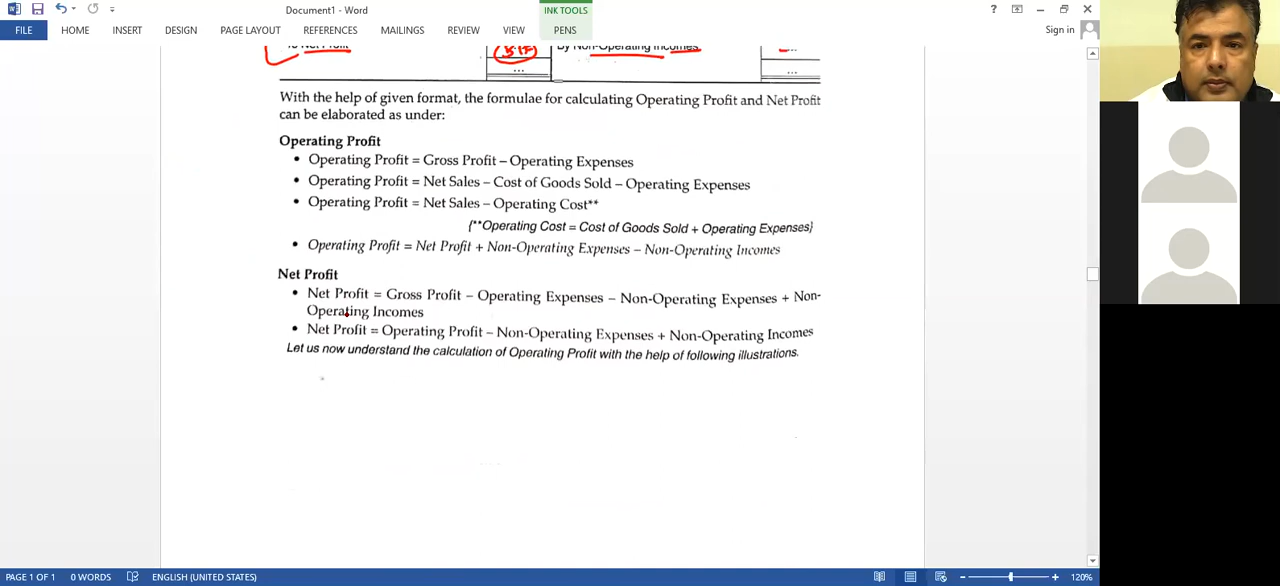 Document1 - Word
INK TOOLS
FILE HOME INSERT DESIGN PAGE LAYOUT REFERENCES MAILINGS REVIEW VIEW PENS
Sign in
By Non-Operating Incomes
With the help of given format, the formulae for calculating Operating Profit and Net Profit
can be elaborated as under:
Operating Profit
• Operating Profit = Gross Profit – Operating Expenses
• Operating Profit = Net Sales – Cost of Goods Sold – Operating Expenses
• Operating Profit = Net Sales – Operating Cost**
{**Operating Cost = Cost of Goods Sold + Operating Expenses}
• Operating Profit = Net Profit + Non-Operating Expenses – Non-Operating Incomes
Net Profit
• Net Profit = Gross Profit – Operating Expenses – Non-Operating Expenses + Non-
Operating Incomes
• Net Profit = Operating Profit – Non-Operating Expenses + Non-Operating Incomes
Let us now understand the calculation of Operating Profit with the help of following illustrations.
PAGE 1 OF 1 0 WORDS ENGLISH (UNITED STATES) 120%